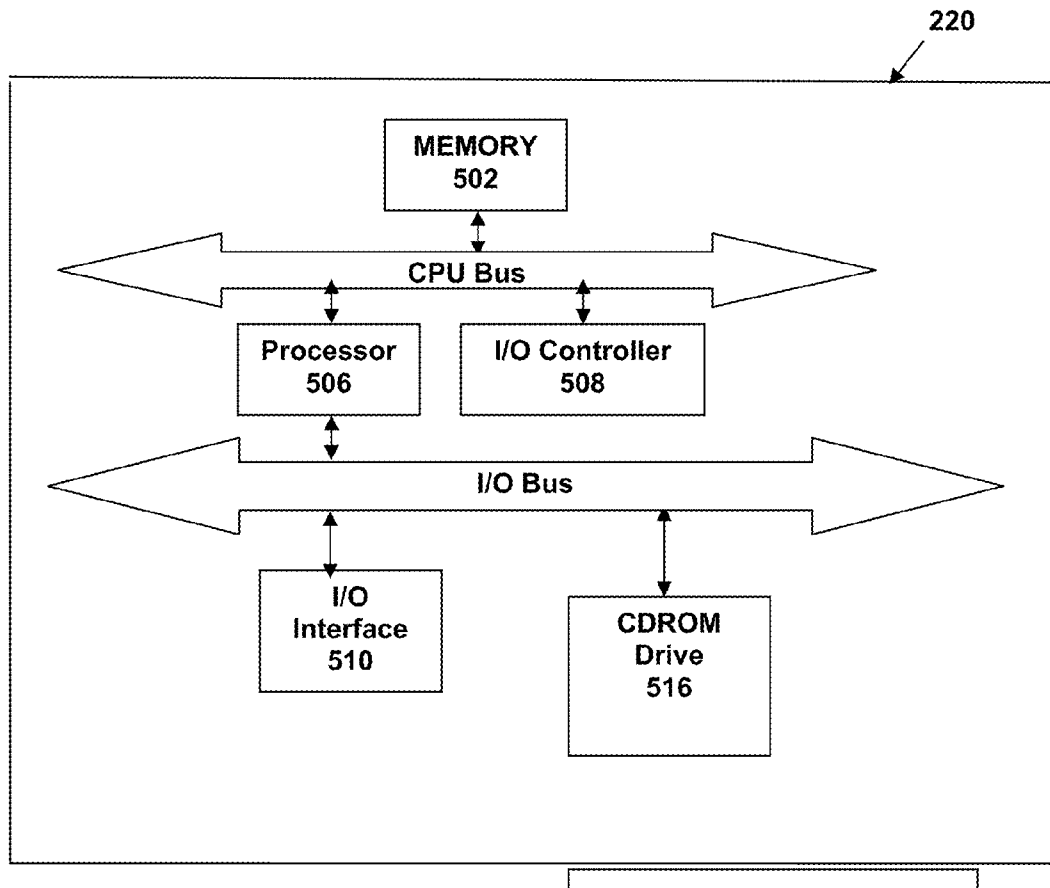 220
MEMORY
502
CPU Bus
Processor
506
I/O Controller
508
I/O Bus
I/O
Interface
510
CDROM
Drive
516